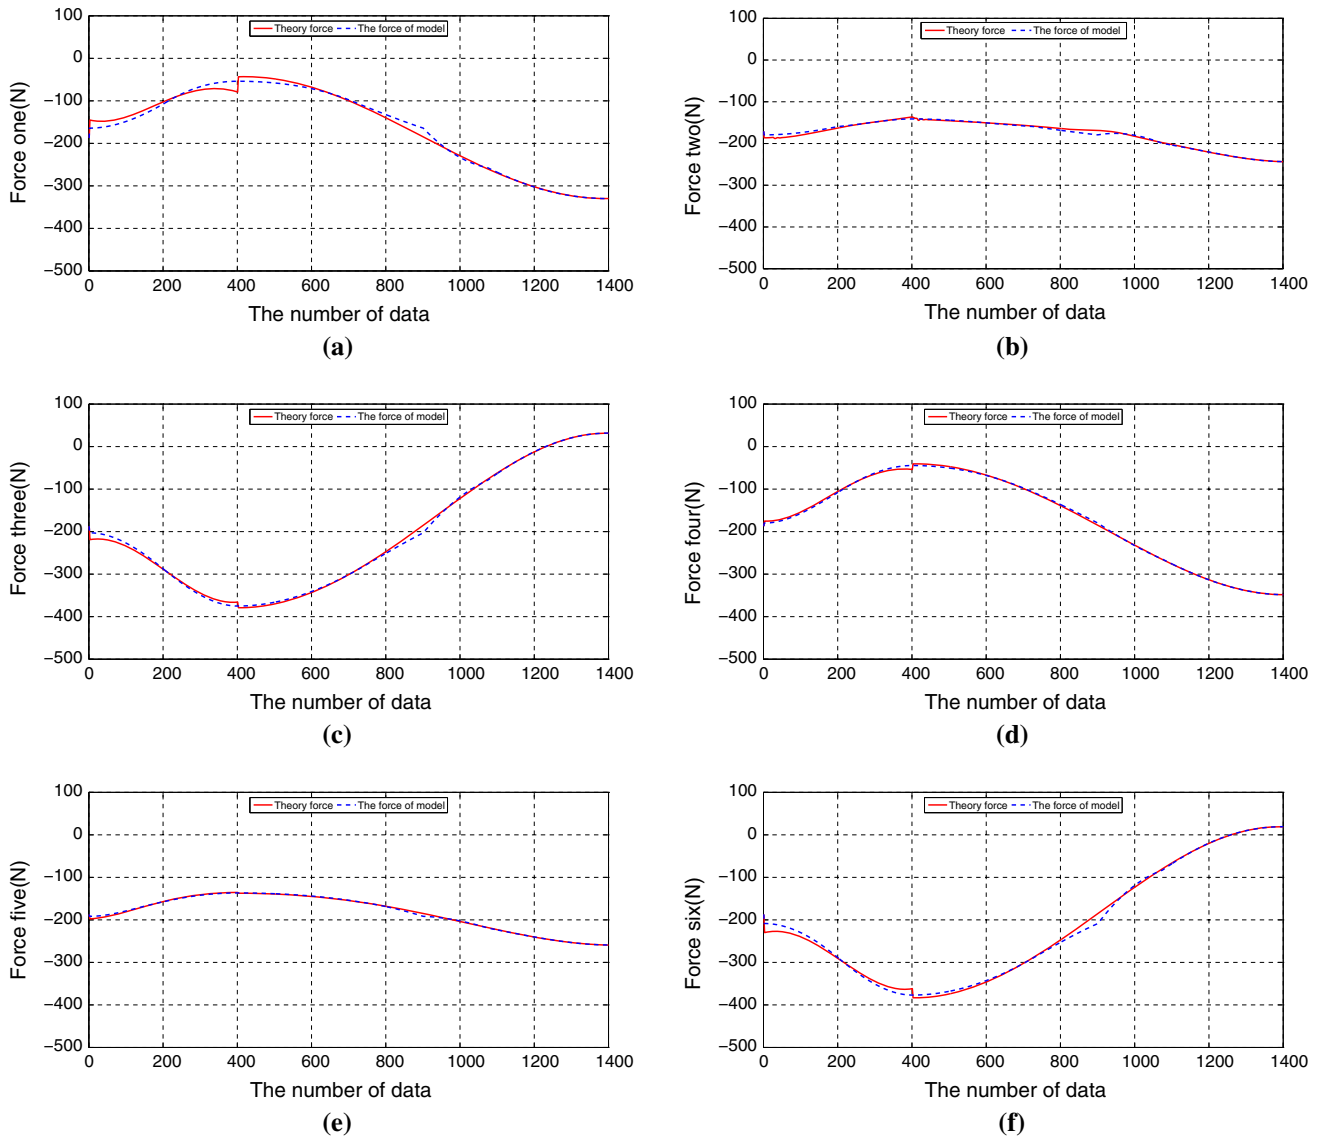 Theory force The force of model
100
0
−100
−200
−300
−400
−500
Force one(N)
0 200 400 600 800 1000 1200 1400
The number of data
(a)
Theory force The force of model
100
0
−100
−200
−300
−400
−500
Force two(N)
0 200 400 600 800 1000 1200 1400
The number of data
(b)
Theory force The force of model
100
0
−100
−200
−300
−400
−500
Force three(N)
0 200 400 600 800 1000 1200 1400
The number of data
(c)
Theory force The force of model
100
0
−100
−200
−300
−400
−500
Force four(N)
0 200 400 600 800 1000 1200 1400
The number of data
(d)
Theory force The force of model
100
0
−100
−200
−300
−400
−500
Force five(N)
0 200 400 600 800 1000 1200 1400
The number of data
(e)
Theory force The force of model
100
0
−100
−200
−300
−400
−500
Force six(N)
0 200 400 600 800 1000 1200 1400
The number of data
(f)